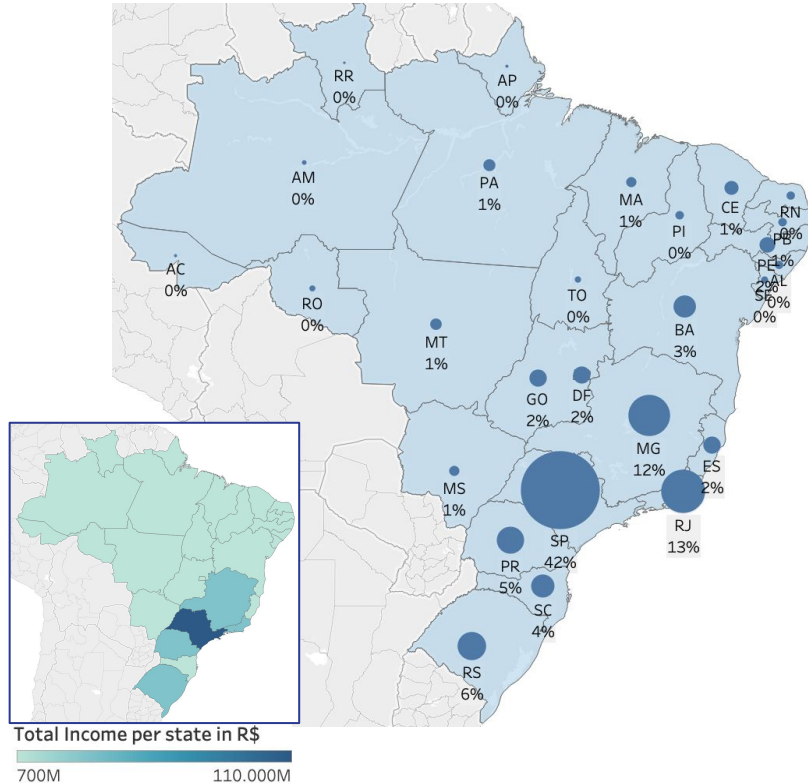 RR
0%
AP
0%
AM
0%
PA
1%
MA
1%
CE
1%
RN
0%
PI
0%
PB
1%
PE
2%
AL
0%
SE
0%
AC
0%
RO
0%
TO
0%
BA
3%
MT
1%
GO
2%
DF
2%
MG
12%
ES
2%
MS
1%
SP
42%
RJ
13%
PR
5%
SC
4%
RS
6%
Total Income per state in R$
700M 110.000M